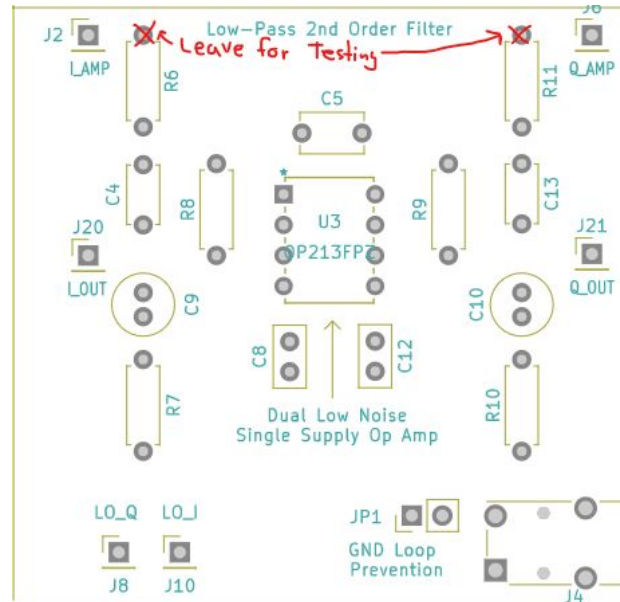 Low-Pass 2nd Order Filter
J2
J6
Leave for Testing
I_AMP
R6
R11
Q_AMP
C5
C4
R8
U3
OP213FPZ
R9
C13
J20
J21
I_OUT
Q_OUT
C9
C10
C8
C12
R7
R10
Dual Low Noise
Single Supply Op Amp
LO_Q
LO_I
JP1
GND Loop
Prevention
J8
J10
J4